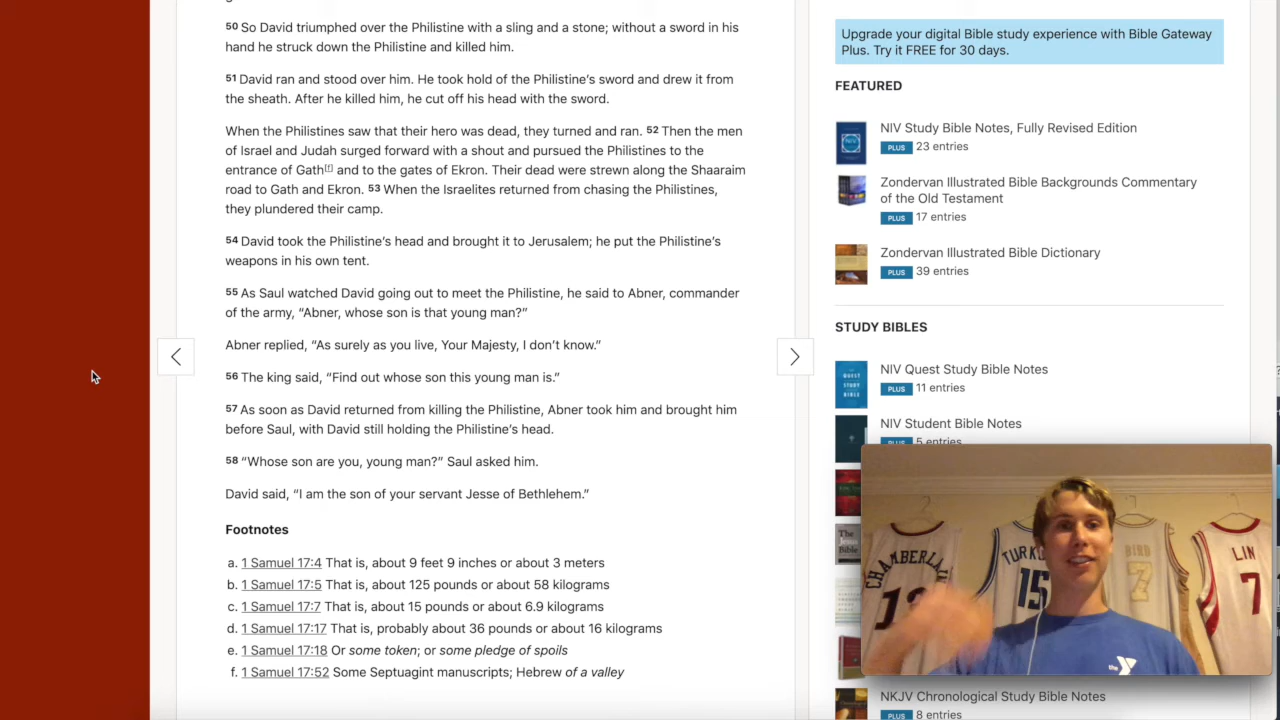 50 So David triumphed over the Philistine with a sling and a stone; without a sword in his
hand he struck down the Philistine and killed him.
51 David ran and stood over him. He took hold of the Philistine’s sword and drew it from
the sheath. After he killed him, he cut off his head with the sword.
When the Philistines saw that their hero was dead, they turned and ran. 52 Then the men
of Israel and Judah surged forward with a shout and pursued the Philistines to the
entrance of Gath[f] and to the gates of Ekron. Their dead were strewn along the Shaaraim
road to Gath and Ekron. 53 When the Israelites returned from chasing the Philistines,
they plundered their camp.
54 David took the Philistine’s head and brought it to Jerusalem; he put the Philistine’s
weapons in his own tent.
55 As Saul watched David going out to meet the Philistine, he said to Abner, commander
of the army, “Abner, whose son is that young man?”
Abner replied, “As surely as you live, Your Majesty, I don’t know.”
56 The king said, “Find out whose son this young man is.”
57 As soon as David returned from killing the Philistine, Abner took him and brought him
before Saul, with David still holding the Philistine’s head.
58 “Whose son are you, young man?” Saul asked him.
David said, “I am the son of your servant Jesse of Bethlehem.”
Footnotes
a. 1 Samuel 17:4 That is, about 9 feet 9 inches or about 3 meters
b. 1 Samuel 17:5 That is, about 125 pounds or about 58 kilograms
c. 1 Samuel 17:7 That is, about 15 pounds or about 6.9 kilograms
d. 1 Samuel 17:17 That is, probably about 36 pounds or about 16 kilograms
e. 1 Samuel 17:18 Or some token; or some pledge of spoils
f. 1 Samuel 17:52 Some Septuagint manuscripts; Hebrew of a valley
Upgrade your digital Bible study experience with Bible Gateway
Plus. Try it FREE for 30 days.
FEATURED
NIV Study Bible Notes, Fully Revised Edition
PLUS 23 entries
Zondervan Illustrated Bible Backgrounds Commentary
of the Old Testament
PLUS 17 entries
Zondervan Illustrated Bible Dictionary
PLUS 39 entries
STUDY BIBLES
NIV Quest Study Bible Notes
PLUS 11 entries
QUEST
STUDY
BIBLE
NIV Student Bible Notes
PLUS 5 entries
The
Jesus
Bible
CHAMBERLAIN
15
BIRD
7
LIN
7
NKJV Chronological Study Bible Notes
PLUS 8 entries